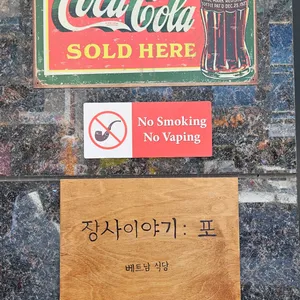 Coca-Cola
SOLD HERE
No Smoking
No Vaping
장사이야기: 포
베트남 식당